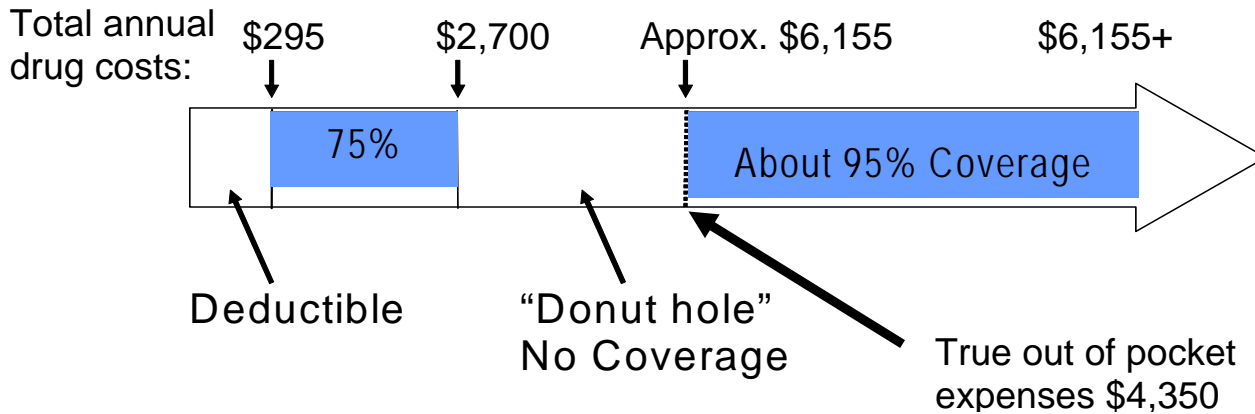 Total annual
drug costs:
$295
$2,700
Approx. $6,155
$6,155+
75%
About 95% Coverage
Deductible
“Donut hole”
No Coverage
True out of pocket
expenses $4,350